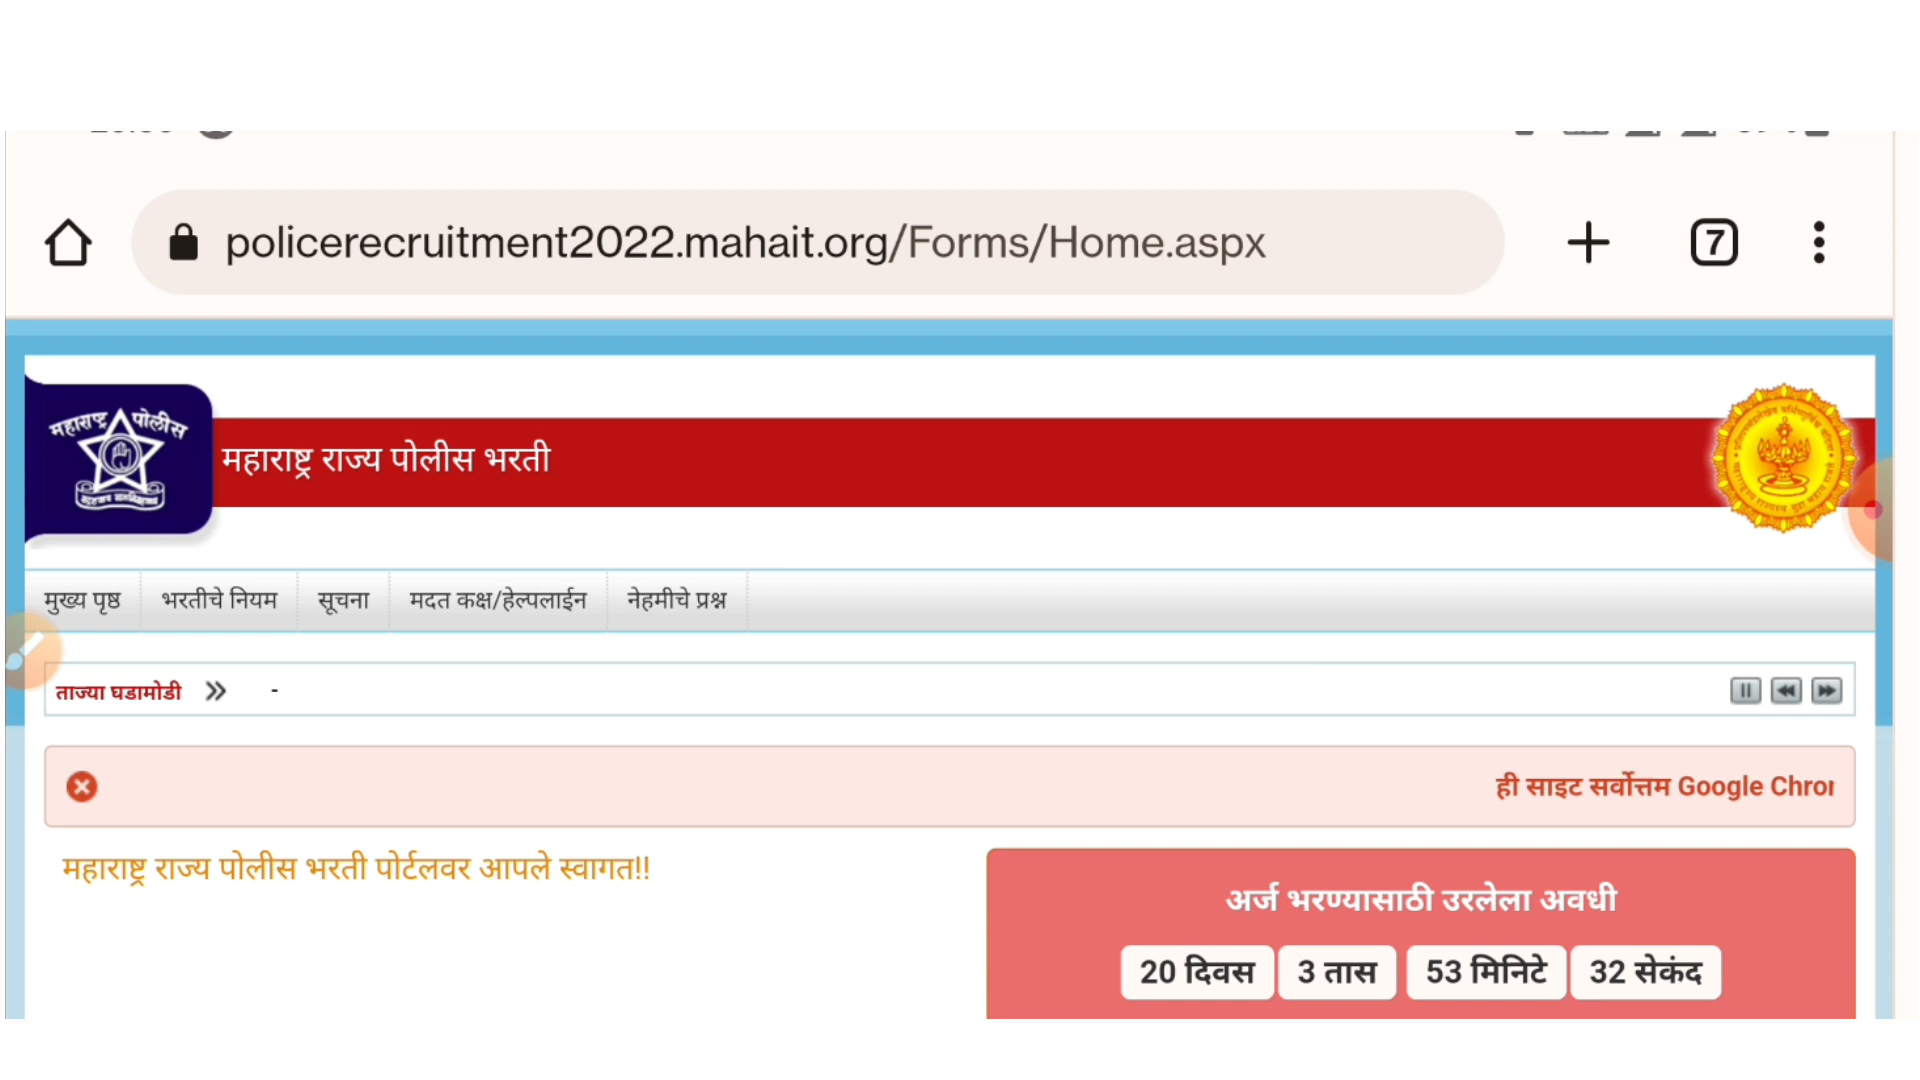 policerecruitment2022.mahait.org/Forms/Home.aspx
7
महाराष्ट्र पोलीस
महाराष्ट्र राज्य पोलीस भरती
मुख्य पृष्ठ भरतीचे नियम सूचना मदत कक्ष/हेल्पलाईन नेहमीचे प्रश्न
ताज्या घडामोडी -
ही साइट सर्वोत्तम Google Chro
महाराष्ट्र राज्य पोलीस भरती पोर्टलवर आपले स्वागत!!
अर्ज भरण्यासाठी उरलेला अवधी
20 दिवस 3 तास 53 मिनिटे 32 सेकंद